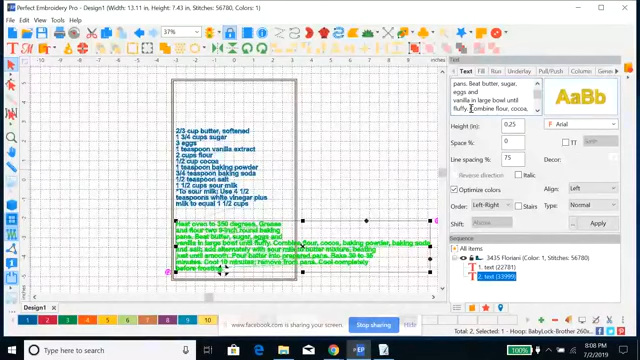 Perfect Embroidery Pro - Design1 (Width: 13.11 in, Height: 7.43 in, Stitches: 56780, Colors: 1)
File Edit View Tools Help
37%
2/3 cup butter, softened
1 3/4 cups sugar
3 eggs
1 teaspoon vanilla extract
2 cups flour
1/2 cup cocoa
1 teaspoon baking powder
3/4 teaspoon baking soda
1/2 teaspoon salt
1 1/2 cups sour milk
*To sour milk: Use 4 1/2
teaspoons white vinegar plus
milk to equal 1 1/2 cups
Heat oven to 350 degrees. Grease
and flour two 9-inch round baking
pans. Beat butter, sugar, eggs and
vanilla in large bowl until fluffy. Combine flour, cocoa, baking powder, baking soda
and salt; add alternately with sour milk to butter mixture, beating
just until smooth. Pour batter into prepared pans. Bake 30 to 35
minutes. Cool 10 minutes; remove from pans. Cool completely
before frosting.
Text
Text Fill Run Underlay Pull/Push Column Gener
pans. Beat butter, sugar,
eggs and
vanilla in large bowl until
fluffy. Combine flour, cocoa,
AaBb
Height (in): 0.25
Arial
Space %: 0
TT
Line spacing %: 75
Decor:
Reverse direction
Italic
Optimize colors
Align: Left
Order: Left-Right
Stairs
Type: Normal
Shift: Above
Apply
Sequence
All items
3435 Floriani (Colors: 1, Stitches: 56780)
1. text (22781)
2. text (33999)
Design1
www.facebook.com is sharing your screen.
Stop sharing
Hide
100%
Total: 2, Selected: 1 - Hoop: BabyLock-Brother 260x
Type here to search
8:08 PM
7/2/2019